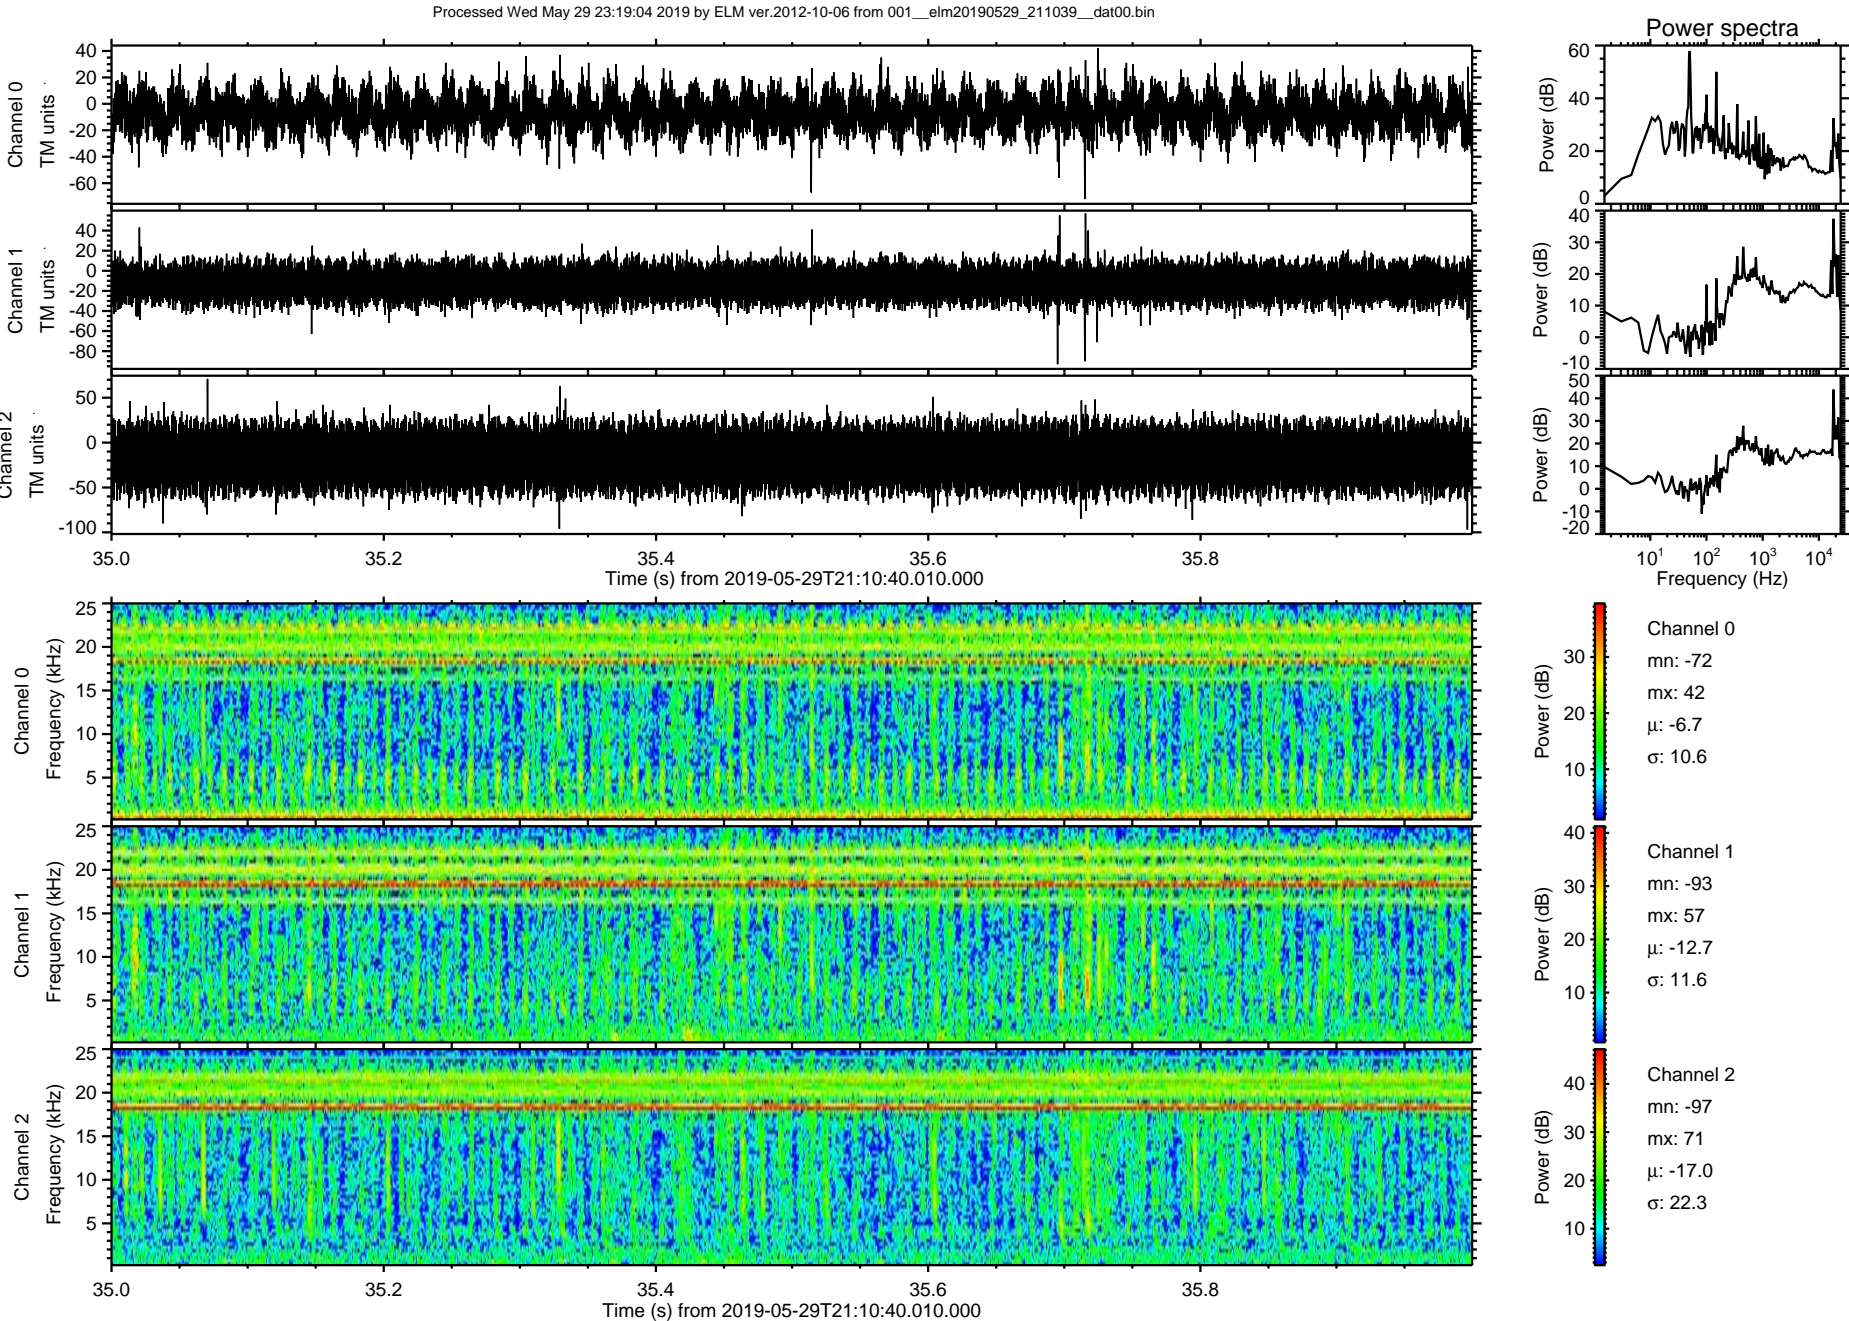 Processed Wed May 29 23:19:04 2019 by ELM ver.2012-10-06 from 001__elm20190529_211039__dat00.bin
Power spectra
Channel 0
TM units
40
20
0
-20
-40
-60
Power (dB)
60
40
20
0
Channel 1
TM units
40
20
0
-20
-40
-60
-80
Power (dB)
40
30
20
10
0
-10
Channel 2
TM units
50
0
-50
-100
Power (dB)
50
40
30
20
10
0
-10
-20
35.0 35.2 35.4 35.6 35.8
Time (s) from 2019-05-29T21:10:40.010.000
10¹ 10² 10³ 10⁴
Frequency (Hz)
Channel 0
Frequency (kHz)
25
20
15
10
5
Power (dB)
30
20
10
Channel 0
mn: -72
mx: 42
μ: -6.7
σ: 10.6
Channel 1
Frequency (kHz)
25
20
15
10
5
Power (dB)
40
30
20
10
Channel 1
mn: -93
mx: 57
μ: -12.7
σ: 11.6
Channel 2
Frequency (kHz)
25
20
15
10
5
Power (dB)
40
30
20
10
Channel 2
mn: -97
mx: 71
μ: -17.0
σ: 22.3
35.0 35.2 35.4 35.6 35.8
Time (s) from 2019-05-29T21:10:40.010.000